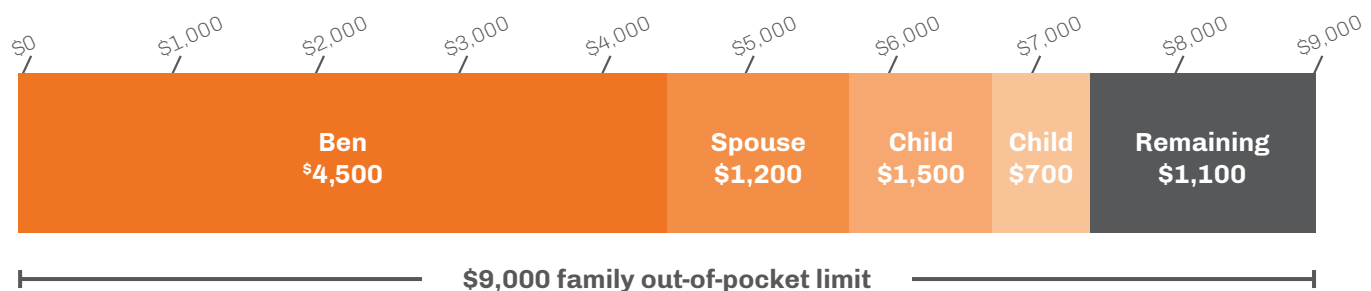 $0 $1,000 $2,000 $3,000 $4,000 $5,000 $6,000 $7,000 $8,000 $9,000
Ben Spouse Child Child Remaining
$4,500 $1,200 $1,500 $700 $1,100
$9,000 family out-of-pocket limit